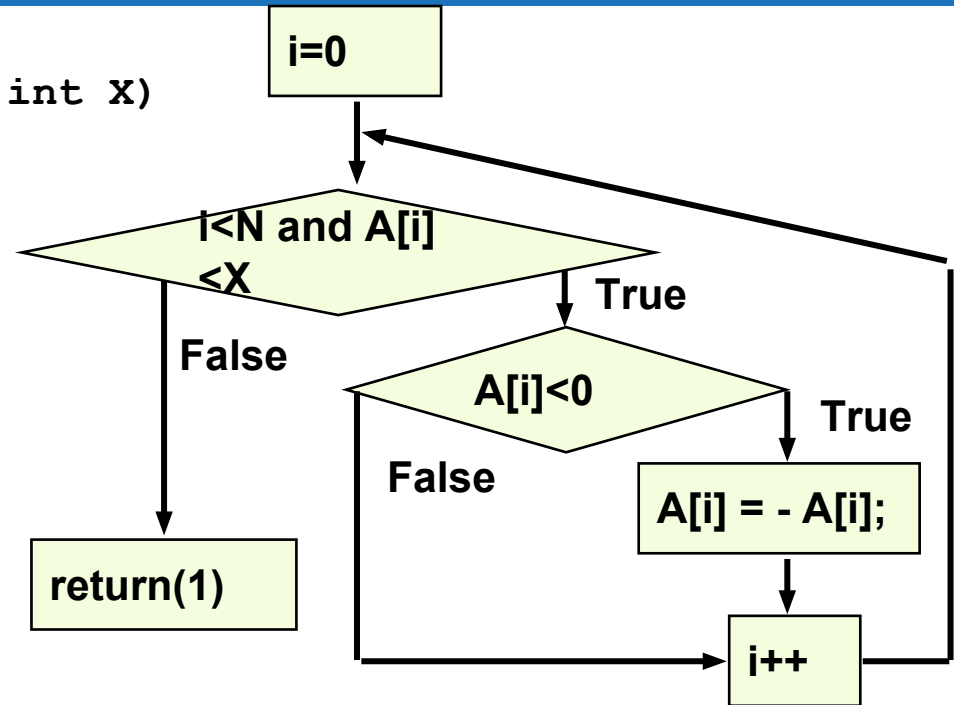 i=0
int X)
i<N and A[i]
<X
True
False
A[i]<0
True
False
A[i] = - A[i];
return(1)
i++